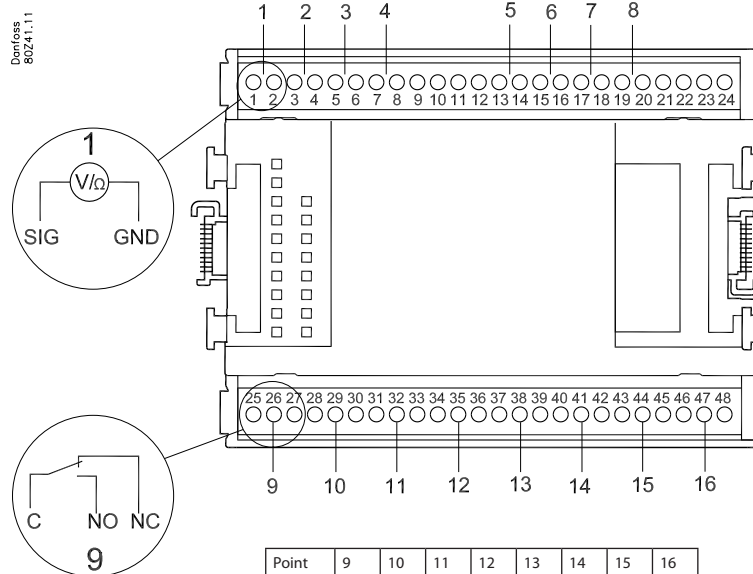 Danfoss
80Z41.11
1 2 3 4 5 6 7 8
1 2 3 4 5 6 7 8 9 10 11 12 13 14 15 16 17 18 19 20 21 22 23 24
1
V/Ω
SIG GND
25 26 27 28 29 30 31 32 33 34 35 36 37 38 39 40 41 42 43 44 45 46 47 48
9 10 11 12 13 14 15 16
C NO NC
9
Point 9 10 11 12 13 14 15 16